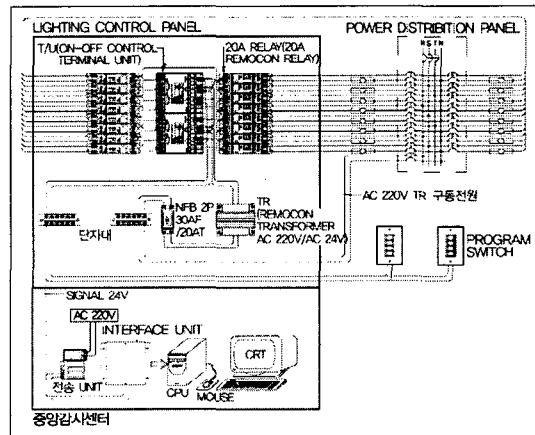 LIGHTING CONTROL PANEL
POWER DISTRIBITION PANEL
T/U(ON-OFF CONTROL
TERMINAL UNIT)
20A RELAY(20A
REMOCON RELAY)
R S T N
AC 220V TR 구동전원
단자대
NFB 2P
30AF
/20AT
TR
(REMOCON
TRANSFORMER
AC 220V/AC 24V)
PROGRAM
SWITCH
SIGNAL 24V
AC 220V
INTERFACE UNIT
전송 UNIT
CPU
MOUSE
CRT
중앙감시센터